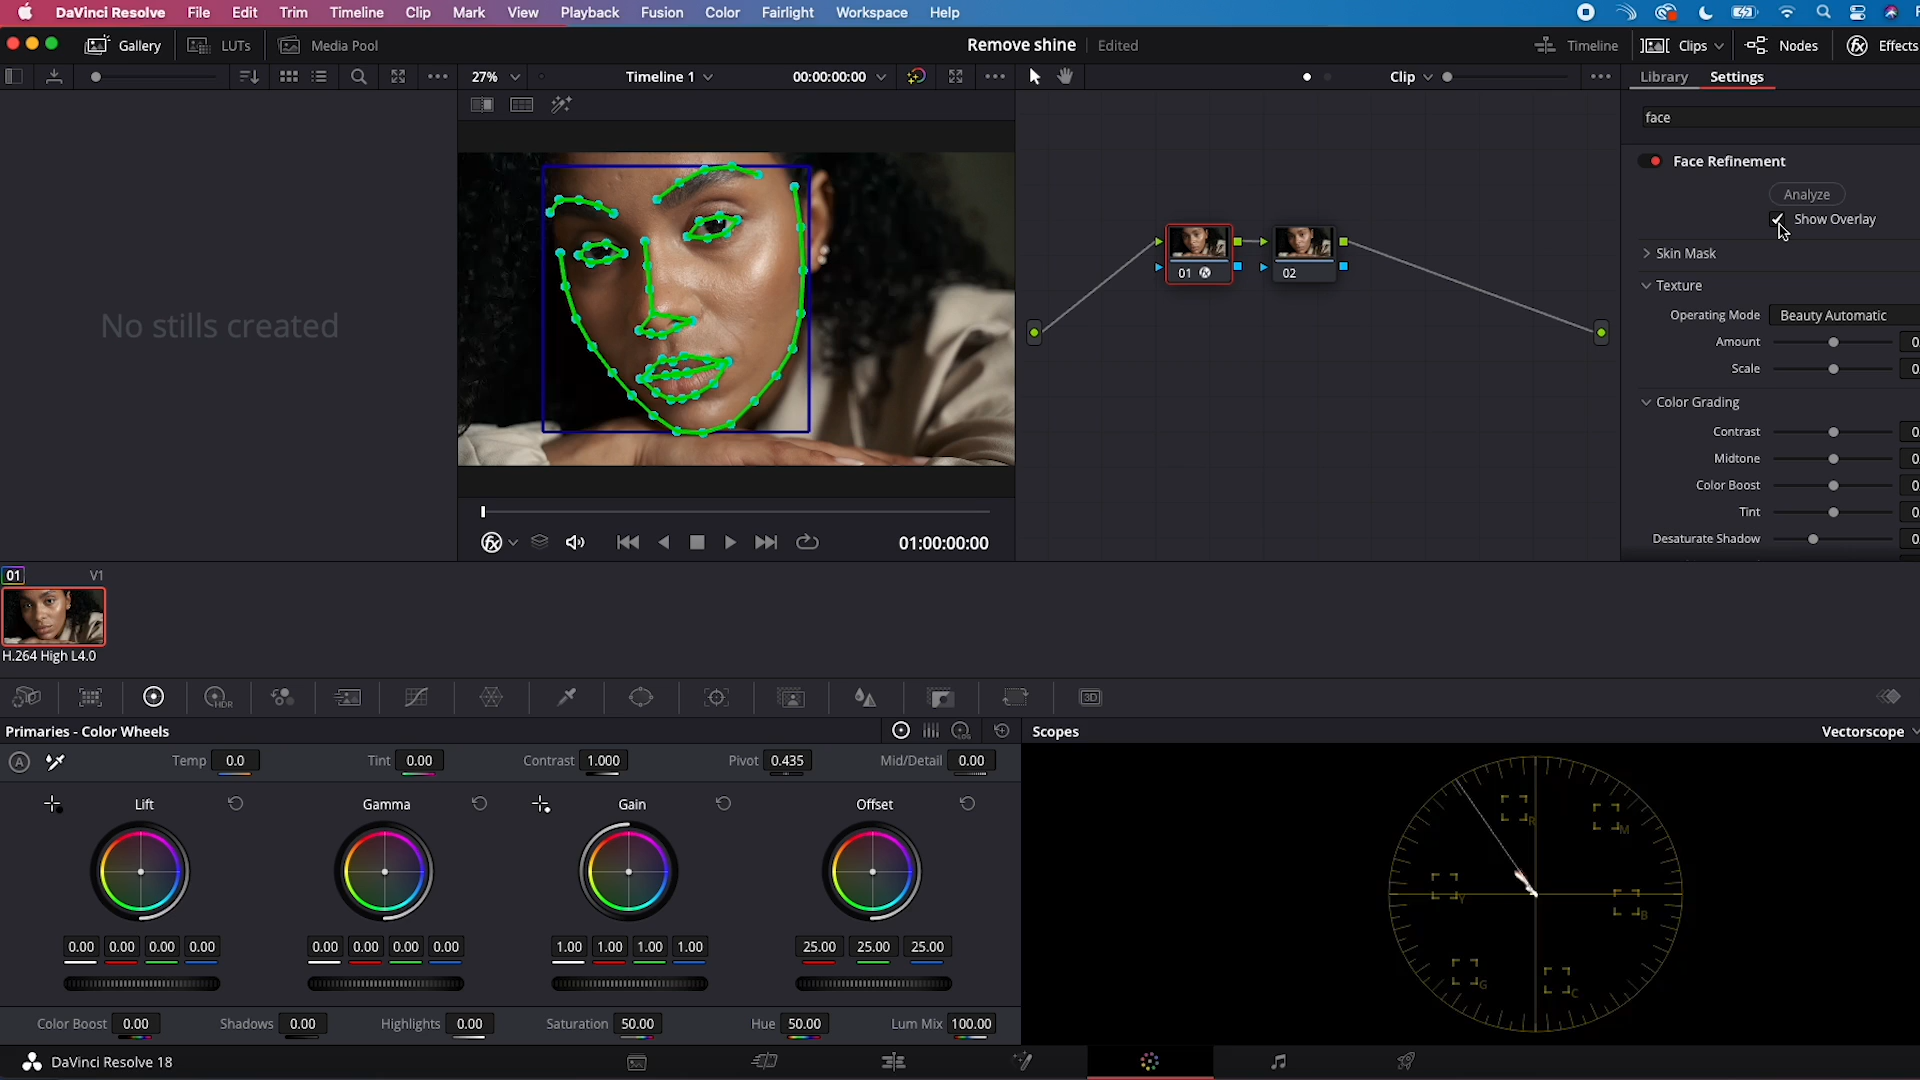 DaVinci Resolve File Edit Trim Timeline Clip Mark View Playback Fusion Color Fairlight Workspace Help
Gallery LUTs Media Pool Remove shine Edited Timeline Clips Nodes Effects
27% Timeline 1 00:00:00:00 Clip Library Settings
face
Face Refinement
Analyze
Show Overlay
Skin Mask
Texture
Operating Mode Beauty Automatic
Amount
Scale
Color Grading
Contrast
Midtone
Color Boost
Tint
Desaturate Shadow
No stills created
01 02
01:00:00:00
01 V1
H.264 High L4.0
HDR 3D
Primaries - Color Wheels Scopes Vectorscope
LOG
A Temp 0.0 Tint 0.00 Contrast 1.000 Pivot 0.435 Mid/Detail 0.00
Lift Gamma Gain Offset
R M
Y B
G C
0.00 0.00 0.00 0.00 0.00 0.00 0.00 0.00 1.00 1.00 1.00 1.00 25.00 25.00 25.00
Color Boost 0.00 Shadows 0.00 Highlights 0.00 Saturation 50.00 Hue 50.00 Lum Mix 100.00
DaVinci Resolve 18